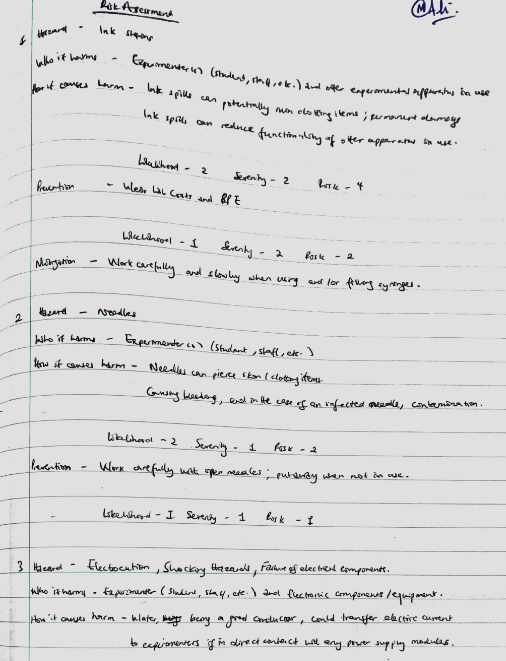 Risk Assessment
MAli.
1 Hazard - Ink stains
Who it harms - Experimenter(s) (student, staff, etc.) and other experimental apparatus in use
How it causes harm - Ink spills can potentially ruin clothing items; permanent damage
Ink spills can reduce functionality of other apparatus in use.
Likelihood - 2 Severity - 2 Risk - 4
Prevention - Wear Lab Coats and PPE
Likelihood - 1 Severity - 2 Risk - 2
Mitigation - Work carefully and slowly when using and/or filling syringes.
2 Hazard - Needles
Who it harms - Experimenter(s) (student, staff, etc.)
How it causes harm - Needles can pierce skin/clothing items.
Causing bleeding, and in the case of an infected needle, contamination.
Likelihood - 2 Severity - 1 Risk - 2
Prevention - Work carefully with open needles; put away when not in use.
Likelihood - 1 Severity - 1 Risk - 1
3 Hazard - Electrocution, Shocking Hazards, Failure of electrical components.
Who it harms - Experimenter (student, staff, etc.) and electronic components/equipment.
How it causes harm - Water, being a good conductor, could transfer electric current
to experimenters if in direct contact with any power supply modules.